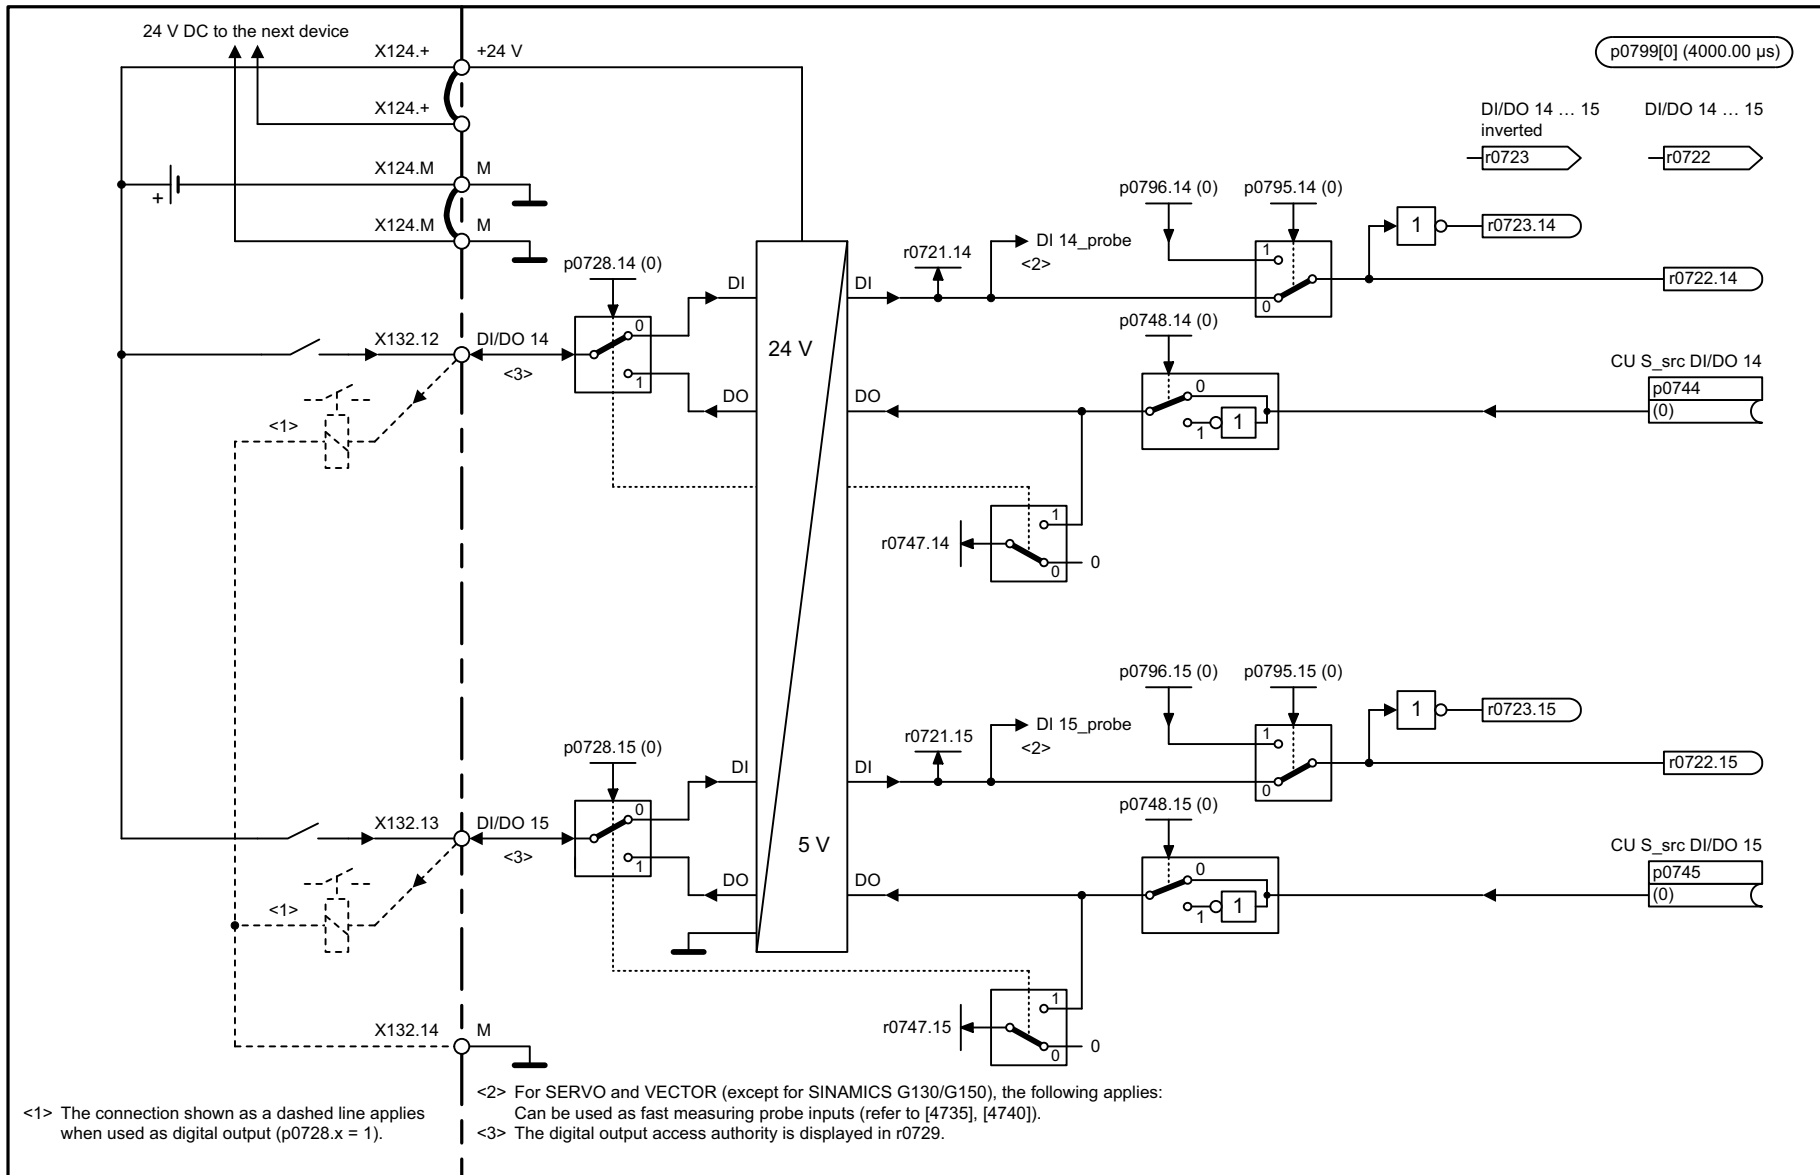 24 V DC to the next device
X124.+
+24 V
p0799[0] (4000.00 µs)
X124.+
DI/DO 14 … 15
inverted
DI/DO 14 … 15
r0723
r0722
X124.M
M
+
X124.M
M
p0796.14 (0)
p0795.14 (0)
1
r0723.14
DI 14_probe
<2>
r0721.14
1
0
r0722.14
p0728.14 (0)
DI
DI
0
1
X132.12
DI/DO 14
<3>
24 V
p0748.14 (0)
CU S_src DI/DO 14
p0744
(0)
DO
DO
0
1
1
<1>
1
r0747.14
0
0
p0796.15 (0)
p0795.15 (0)
1
r0723.15
DI 15_probe
<2>
r0721.15
1
0
r0722.15
p0728.15 (0)
DI
DI
0
1
X132.13
DI/DO 15
<3>
5 V
p0748.15 (0)
CU S_src DI/DO 15
p0745
(0)
DO
DO
0
1
1
<1>
1
r0747.15
0
0
X132.14
M
<1> The connection shown as a dashed line applies
when used as digital output (p0728.x = 1).
<2> For SERVO and VECTOR (except for SINAMICS G130/G150), the following applies:
Can be used as fast measuring probe inputs (refer to [4735], [4740]).
<3> The digital output access authority is displayed in r0729.